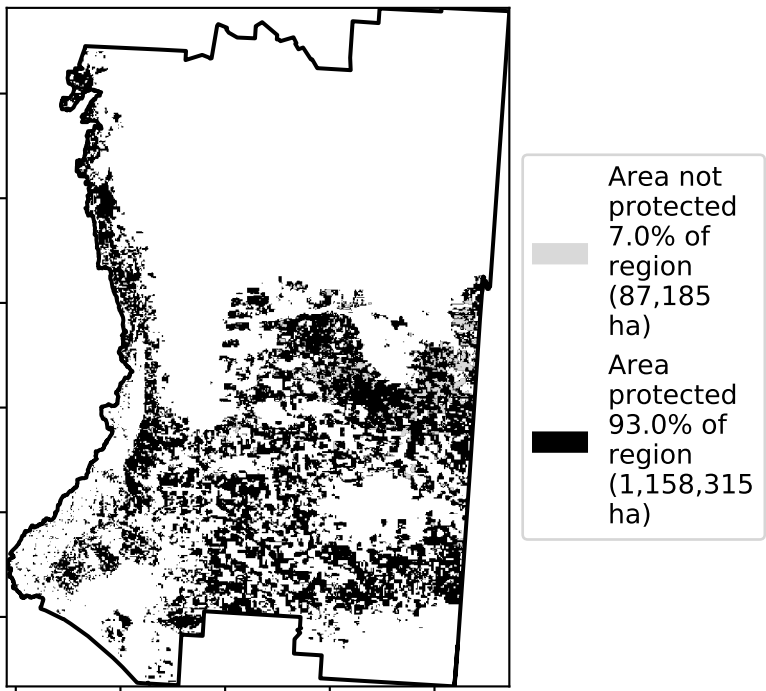 Area not
protected
7.0% of
region
(87,185
ha)
Area
protected
93.0% of
region
(1,158,315
ha)